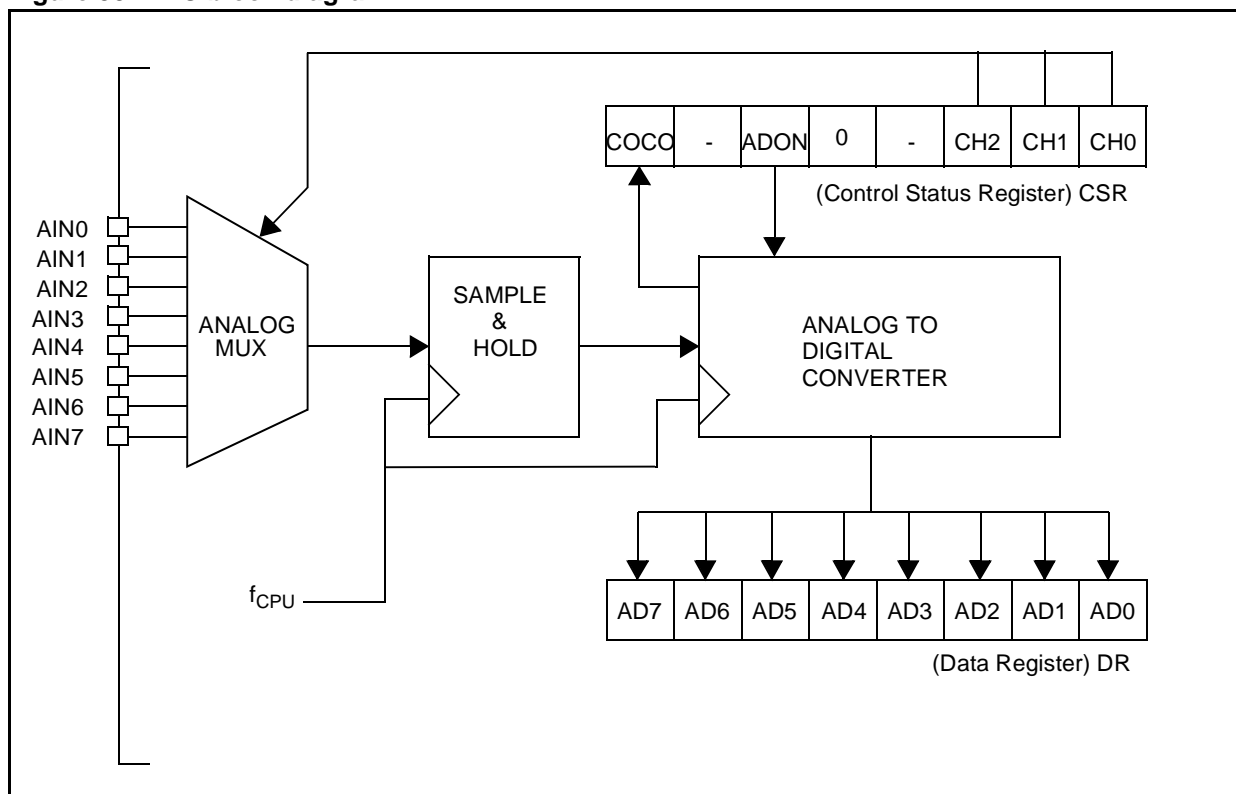 COCO - ADON 0 - CH2 CH1 CH0
(Control Status Register) CSR
AIN0
AIN1
AIN2
AIN3
AIN4
AIN5
AIN6
AIN7
ANALOG
MUX
SAMPLE
&
HOLD
ANALOG TO
DIGITAL
CONVERTER
fCPU
AD7 AD6 AD5 AD4 AD3 AD2 AD1 AD0
(Data Register) DR